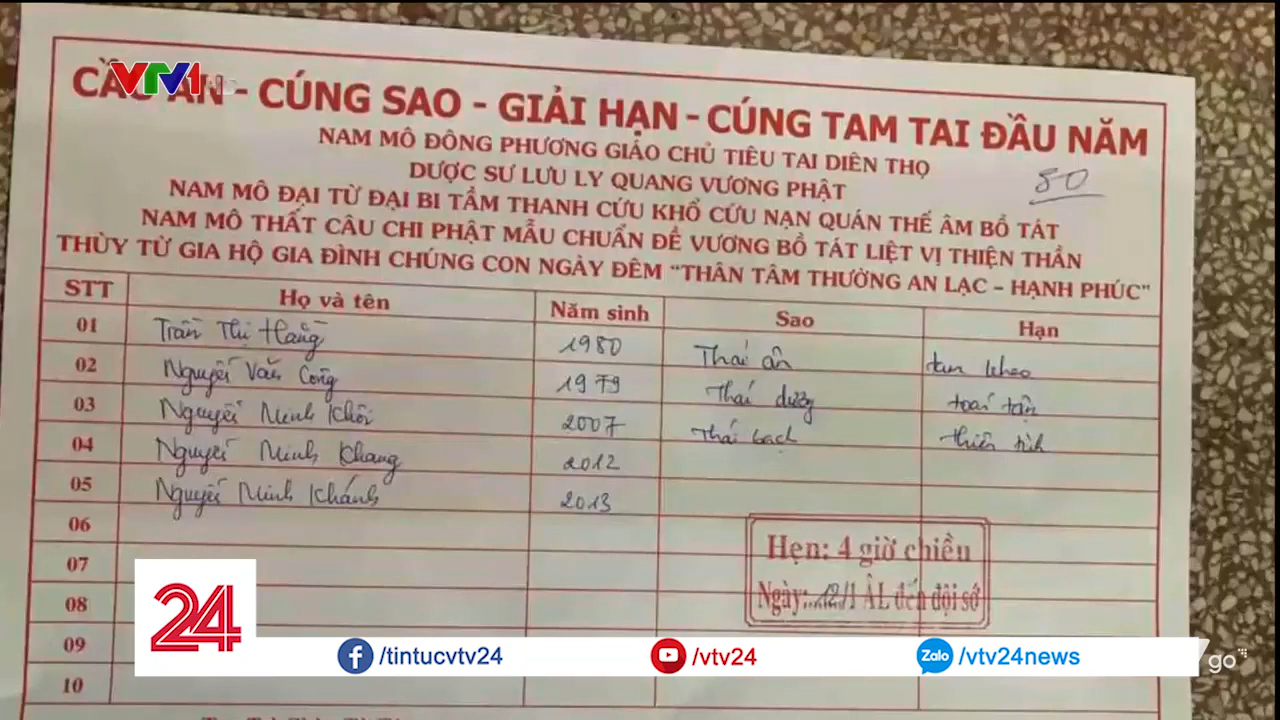 VTV1
CẦU AN - CÚNG SAO - GIẢI HẠN - CÚNG TAM TAI ĐẦU NĂM
NAM MÔ ĐÔNG PHƯƠNG GIÁO CHỦ TIÊU TAI DIÊN THỌ
DƯỢC SƯ LƯU LY QUANG VƯƠNG PHẬT
50
NAM MÔ ĐẠI TỪ ĐẠI BI TẦM THANH CỨU KHỔ CỨU NẠN QUÁN THẾ ÂM BỒ TÁT
NAM MÔ THẤT CÂU CHI PHẬT MẪU CHUẨN ĐỀ VƯƠNG BỒ TÁT LIỆT VỊ THIỆN THẦN
THÙY TỪ GIA HỘ GIA ĐÌNH CHÚNG CON NGÀY ĐÊM "THÂN TÂM THƯỜNG AN LẠC - HẠNH PHÚC"
STT Họ và tên Năm sinh Sao Hạn
01 Trần Thị Hằng 1980 Thái âm tam kheo
02 Nguyễn Văn Công 1979 Thái dương toán tận
03 Nguyễn Minh Khôi 2007 Thái bạch thiên tinh
04 Nguyễn Minh Khang 2012
05 Nguyễn Minh Khánh 2013
06
07
08
09
10
Hẹn: 4 giờ chiều
Ngày: 12/1 ÂL đến đội sớ
24
/tintucvtv24
/vtv24
Zalo /vtv24news
go